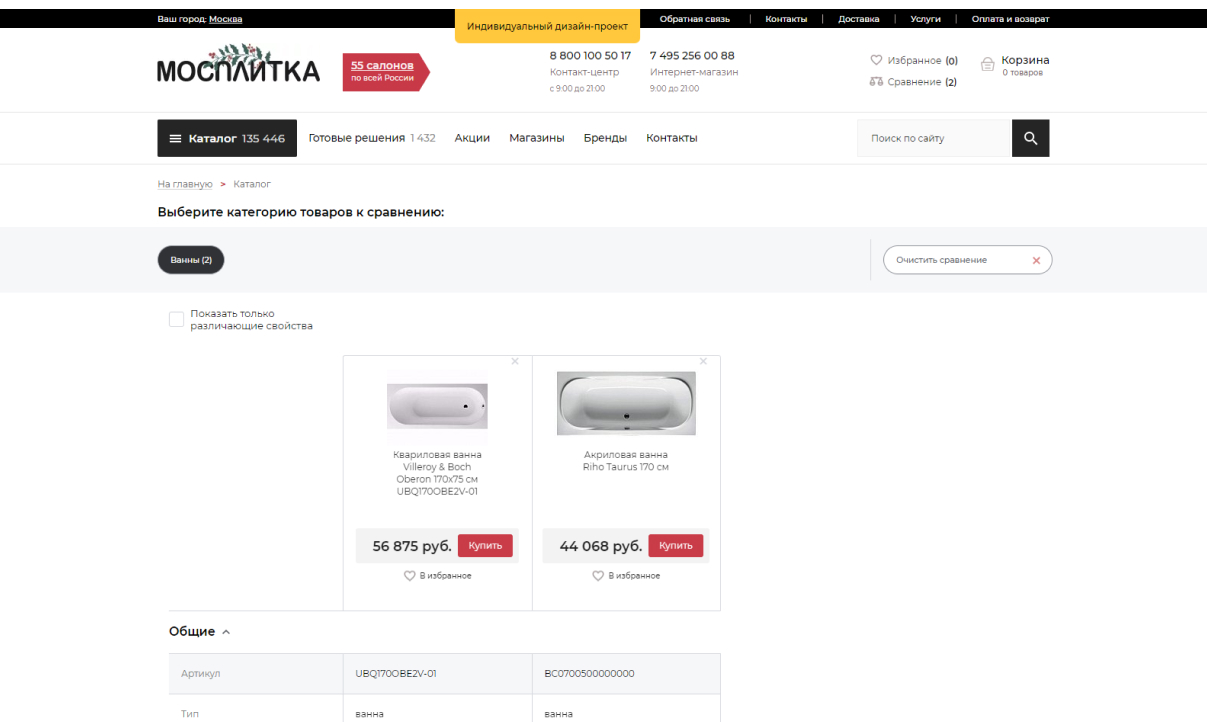 Ваш город: Москва
Индивидуальный дизайн-проект
Обратная связь | Контакты | Доставка | Услуги | Оплата и возврат
МОСПЛИТКА
55 салонов
по всей России
8 800 100 50 17
Контакт-центр
с 9:00 до 21:00
7 495 256 00 88
Интернет-магазин
9:00 до 21:00
Избранное (0)
Сравнение (2)
Корзина
0 товаров
Каталог 135 446
Готовые решения 1 432 Акции Магазины Бренды Контакты
Поиск по сайту
На главную > Каталог
Выберите категорию товаров к сравнению:
Ванны (2)
Очистить сравнение
Показать только
различающие свойства
Квариловая ванна
Villeroy & Boch
Oberon 170x75 см
UBQ170OBE2V-01
Акриловая ванна
Riho Taurus 170 см
56 875 руб. Купить
44 068 руб. Купить
В избранное
В избранное
Общие
Артикул UBQ170OBE2V-01 BC0700500000000
Тип ванна ванна